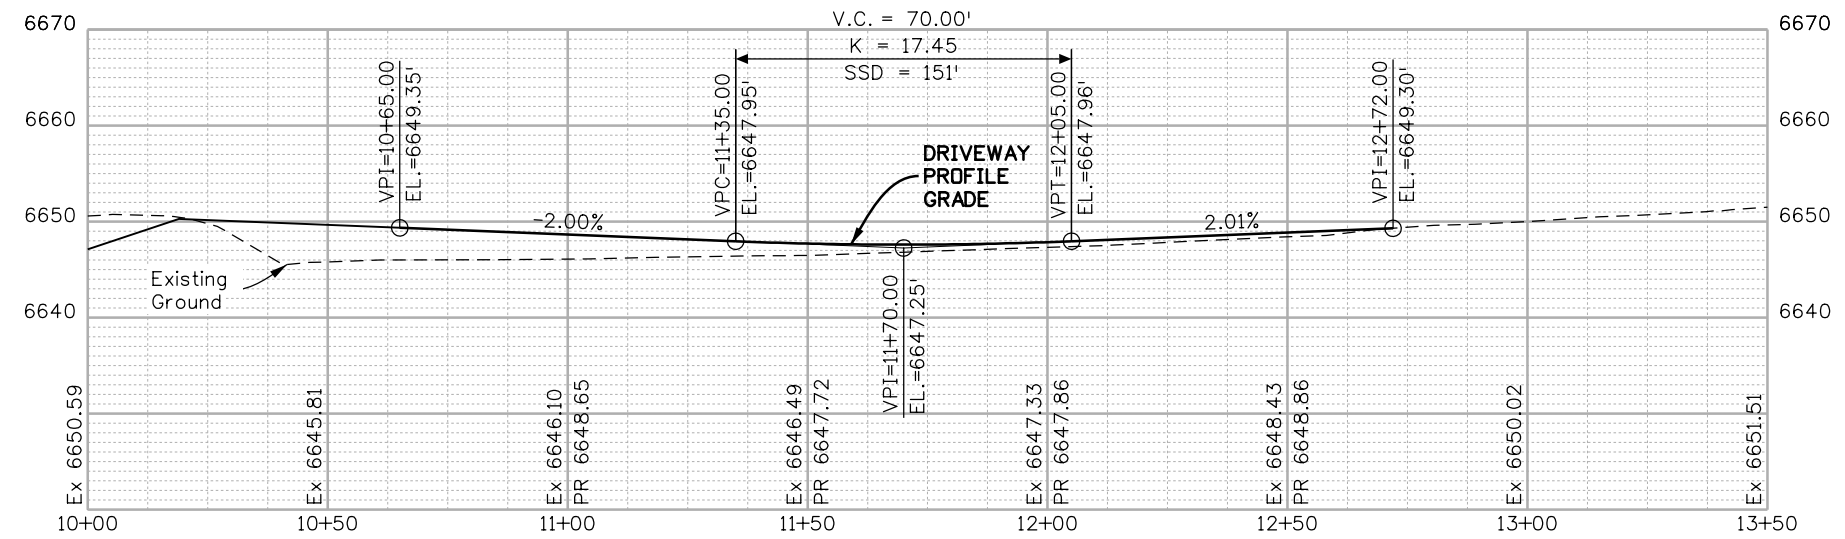 V.C. = 70.00'
K = 17.45
SSD = 151'
6670
6670
6660
6660
6650
6650
6640
6640
VPI=10+65.00
EL.=6649.35'
VPC=11+35.00
EL.=6647.95'
VPT=12+05.00
EL.=6647.96'
VPI=12+72.00
EL.=6649.30'
DRIVEWAY
PROFILE
GRADE
-2.00%
2.01%
Existing
Ground
VPI=11+70.00
EL.=6647.25'
Ex 6650.59
Ex 6645.81
Ex 6646.10
PR 6648.65
Ex 6646.49
PR 6647.72
Ex 6647.33
PR 6647.86
Ex 6648.43
PR 6648.86
Ex 6650.02
Ex 6651.51
10+00
10+50
11+00
11+50
12+00
12+50
13+00
13+50